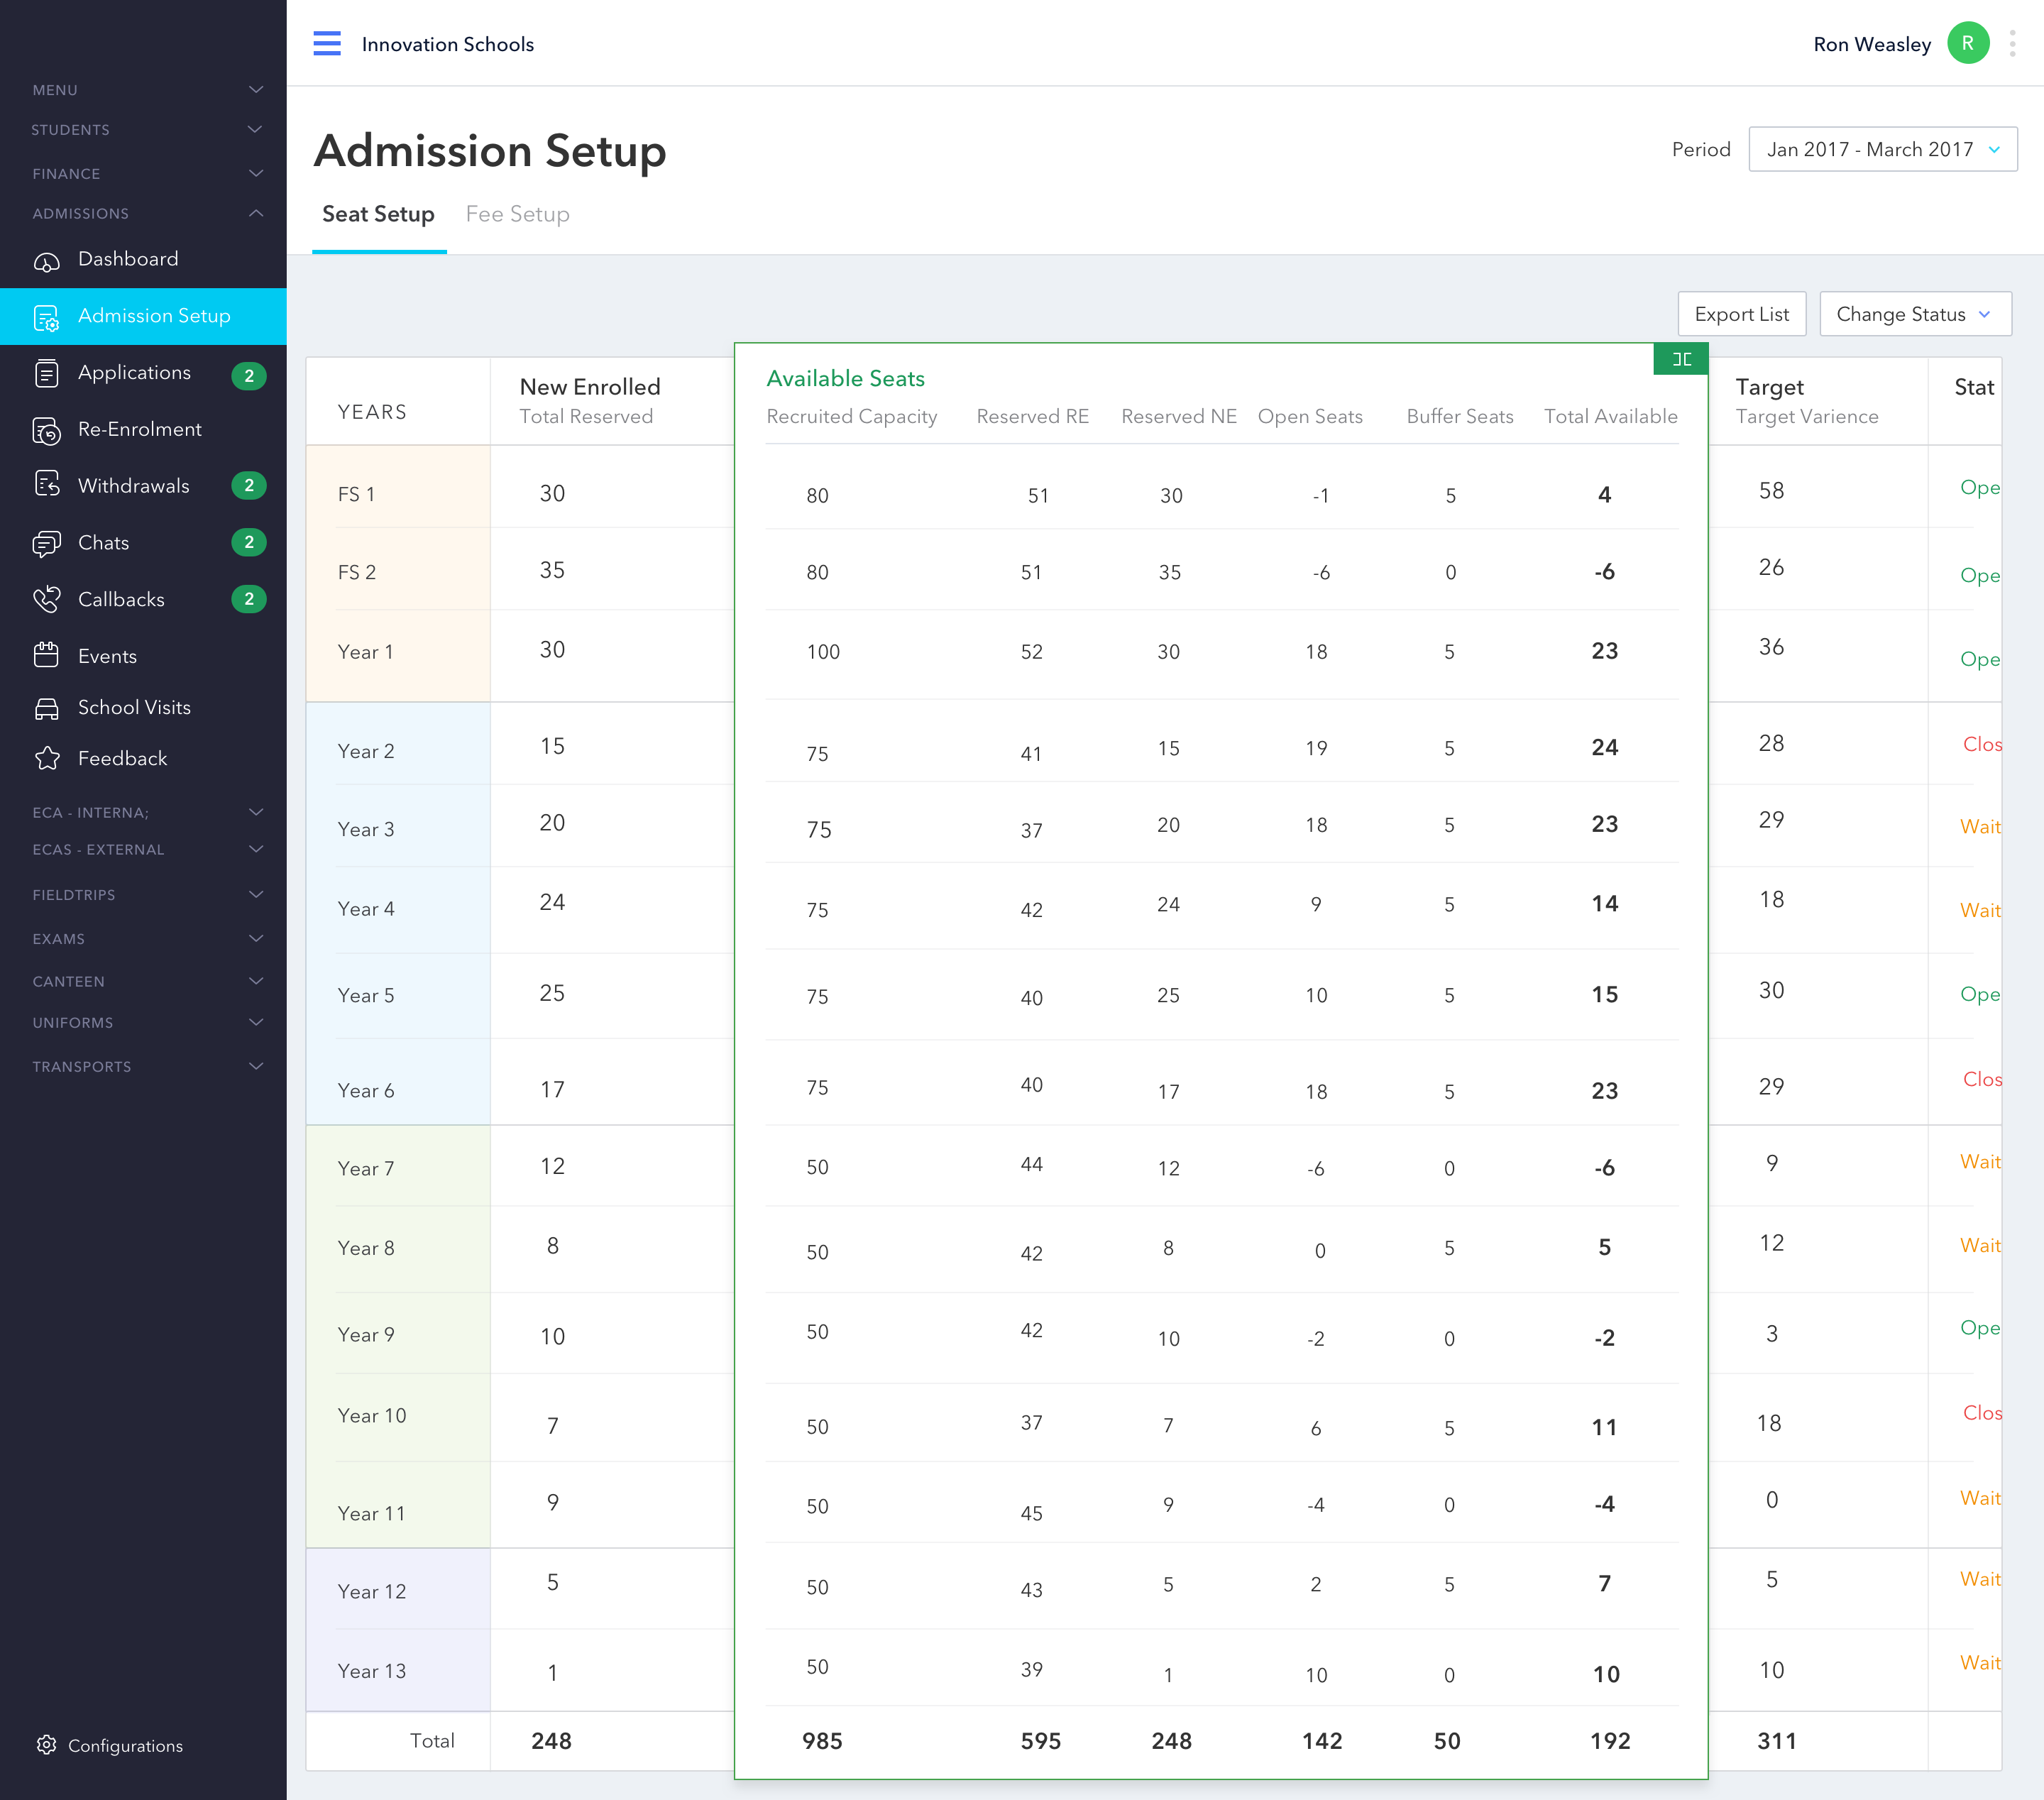 Innovation Schools
Ron Weasley
R
MENU
STUDENTS
FINANCE
ADMISSIONS
Dashboard
Admission Setup
Applications 2
Re-Enrolment
Withdrawals 2
Chats 2
Callbacks 2
Events
School Visits
Feedback
ECA - INTERNA;
ECAS - EXTERNAL
FIELDTRIPS
EXAMS
CANTEEN
UNIFORMS
TRANSPORTS
Configurations
Admission Setup
Period Jan 2017 - March 2017
Seat Setup Fee Setup
Export List Change Status
YEARS New Enrolled Available Seats Target Stat
Total Reserved Recruited Capacity Reserved RE Reserved NE Open Seats Buffer Seats Total Available Target Varience
FS 1 30 80 51 30 -1 5 4 58 Ope
FS 2 35 80 51 35 -6 0 -6 26 Ope
Year 1 30 100 52 30 18 5 23 36 Ope
Year 2 15 75 41 15 19 5 24 28 Clos
Year 3 20 75 37 20 18 5 23 29 Wait
Year 4 24 75 42 24 9 5 14 18 Wait
Year 5 25 75 40 25 10 5 15 30 Ope
Year 6 17 75 40 17 18 5 23 29 Clos
Year 7 12 50 44 12 -6 0 -6 9 Wait
Year 8 8 50 42 8 0 5 5 12 Wait
Year 9 10 50 42 10 -2 0 -2 3 Ope
Year 10 7 50 37 7 6 5 11 18 Clos
Year 11 9 50 45 9 -4 0 -4 0 Wait
Year 12 5 50 43 5 2 5 7 5 Wait
Year 13 1 50 39 1 10 0 10 10 Wait
Total 248 985 595 248 142 50 192 311